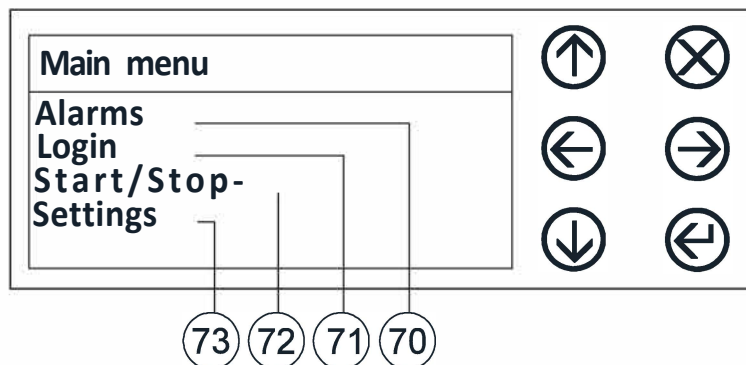 Main menu
Alarms
Login
Start/Stop-
Settings
73 72 71 70